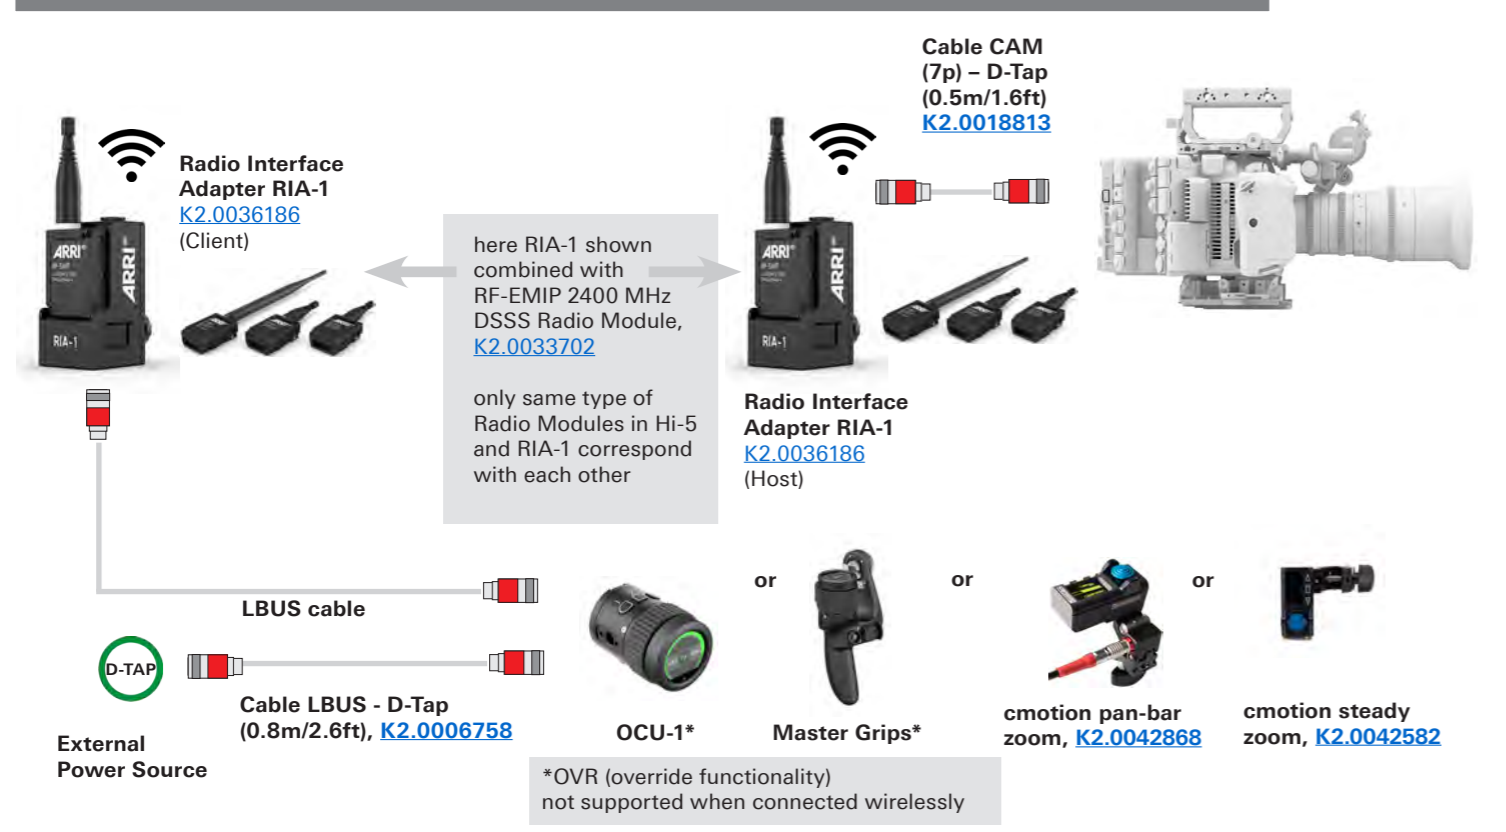 Cable CAM
(7p) – D-Tap
(0.5m/1.6ft)
K2.0018813
Radio Interface
Adapter RIA-1
K2.0036186
(Client)
ARRI
ARRI
RIA-1
here RIA-1 shown
combined with
RF-EMIP 2400 MHz
DSSS Radio Module,
K2.0033702
only same type of
Radio Modules in Hi-5
and RIA-1 correspond
with each other
ARRI
ARRI
RIA-1
Radio Interface
Adapter RIA-1
K2.0036186
(Host)
LBUS cable
D-TAP
External
Power Source
Cable LBUS - D-Tap
(0.8m/2.6ft), K2.0006758
OCU-1*
or
Master Grips*
or
cmotion pan-bar
zoom, K2.0042868
or
cmotion steady
zoom, K2.0042582
*OVR (override functionality)
not supported when connected wirelessly